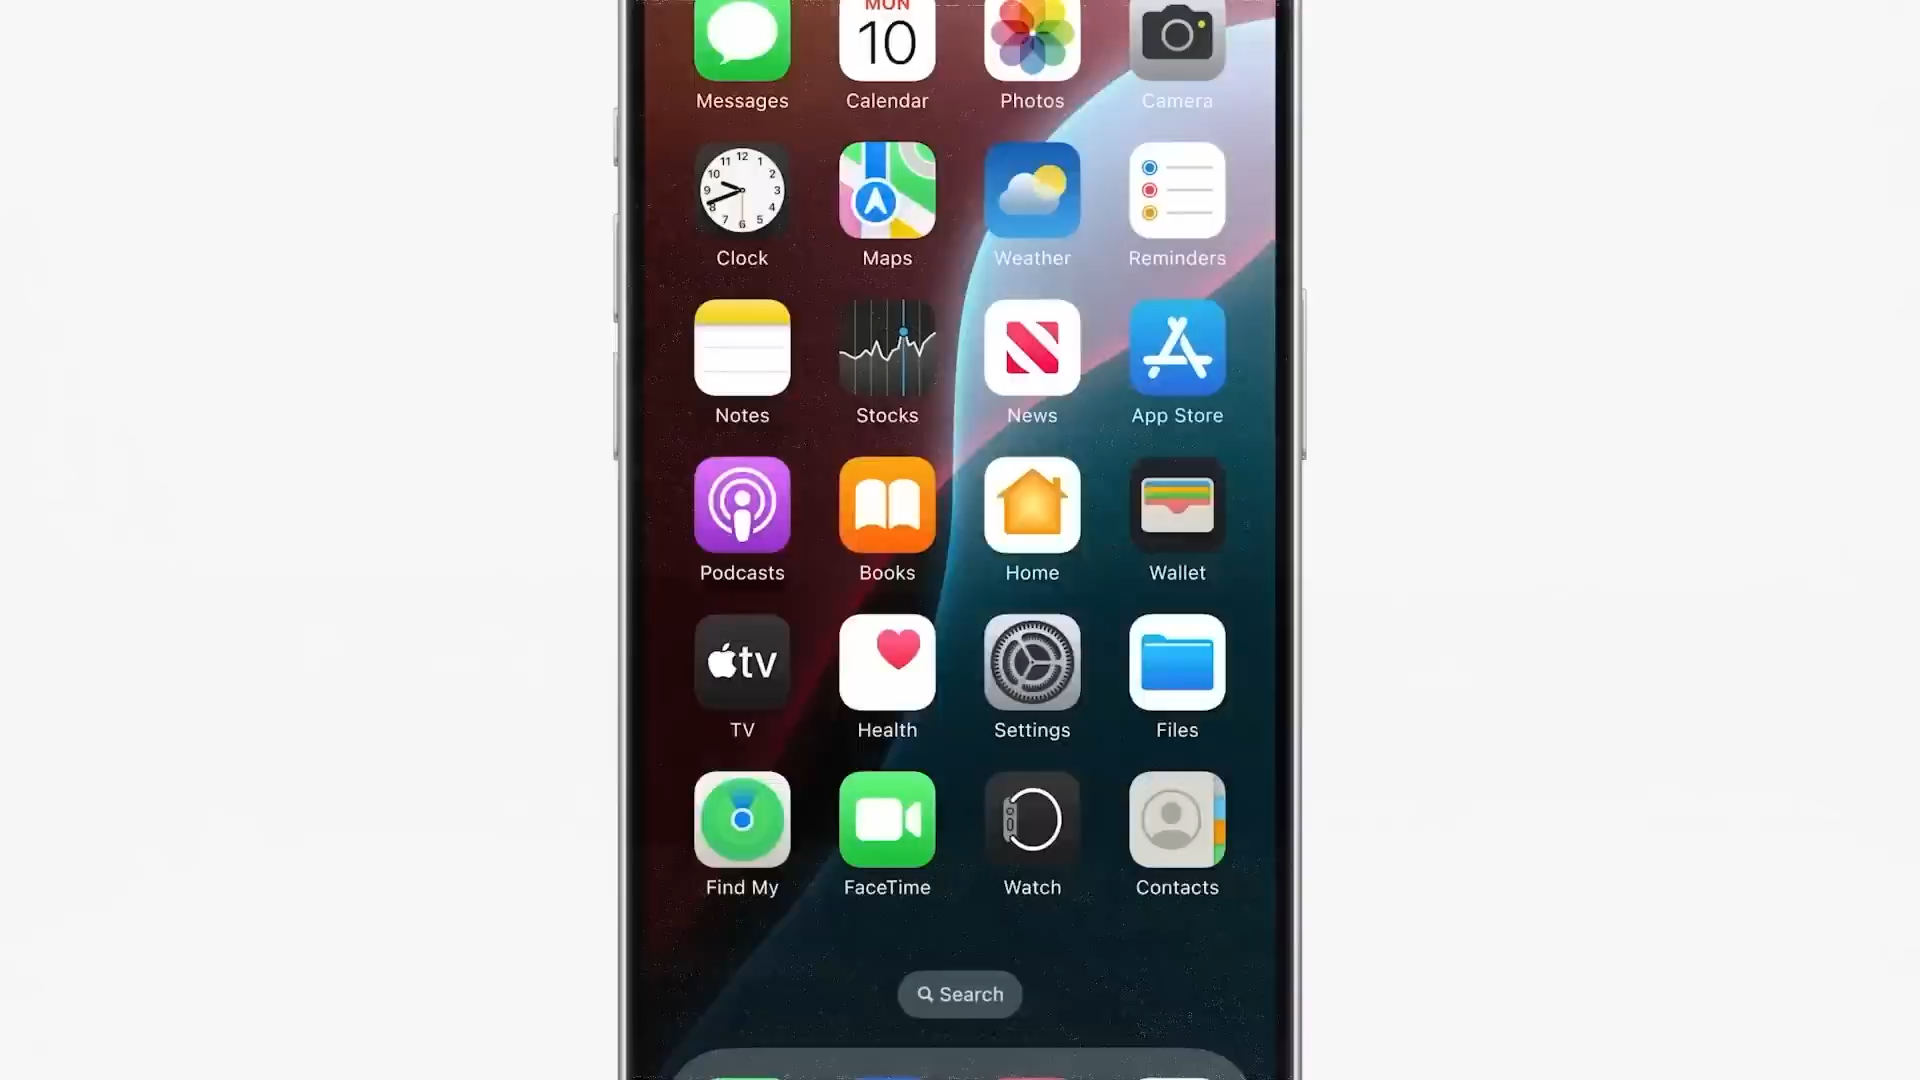 MON
10
Messages Calendar Photos Camera
12
11 1
10 2
9 3
8 4
7 5
6
Clock Maps Weather Reminders
Notes Stocks News App Store
Podcasts Books Home Wallet
tv
TV Health Settings Files
Find My FaceTime Watch Contacts
Search